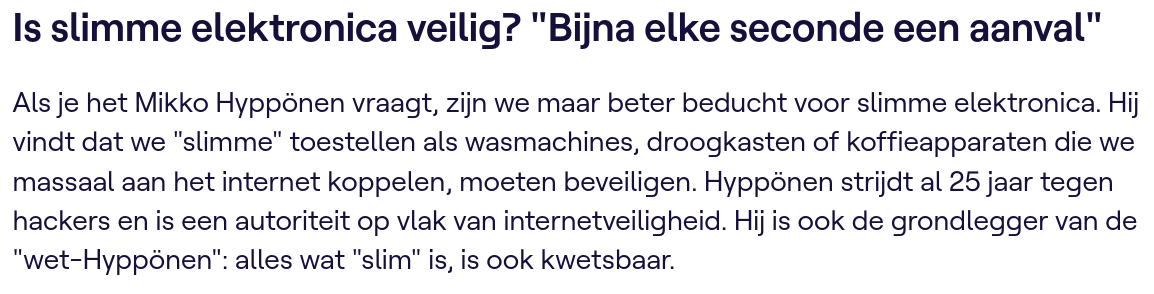 Is slimme elektronica veilig? "Bijna elke seconde een aanval"
Als je het Mikko Hyppönen vraagt, zijn we maar beter beducht voor slimme elektronica. Hij
vindt dat we "slimme" toestellen als wasmachines, droogkasten of koffieapparaten die we
massaal aan het internet koppelen, moeten beveiligen. Hyppönen strijdt al 25 jaar tegen
hackers en is een autoriteit op vlak van internetveiligheid. Hij is ook de grondlegger van de
"wet-Hyppönen": alles wat "slim" is, is ook kwetsbaar.